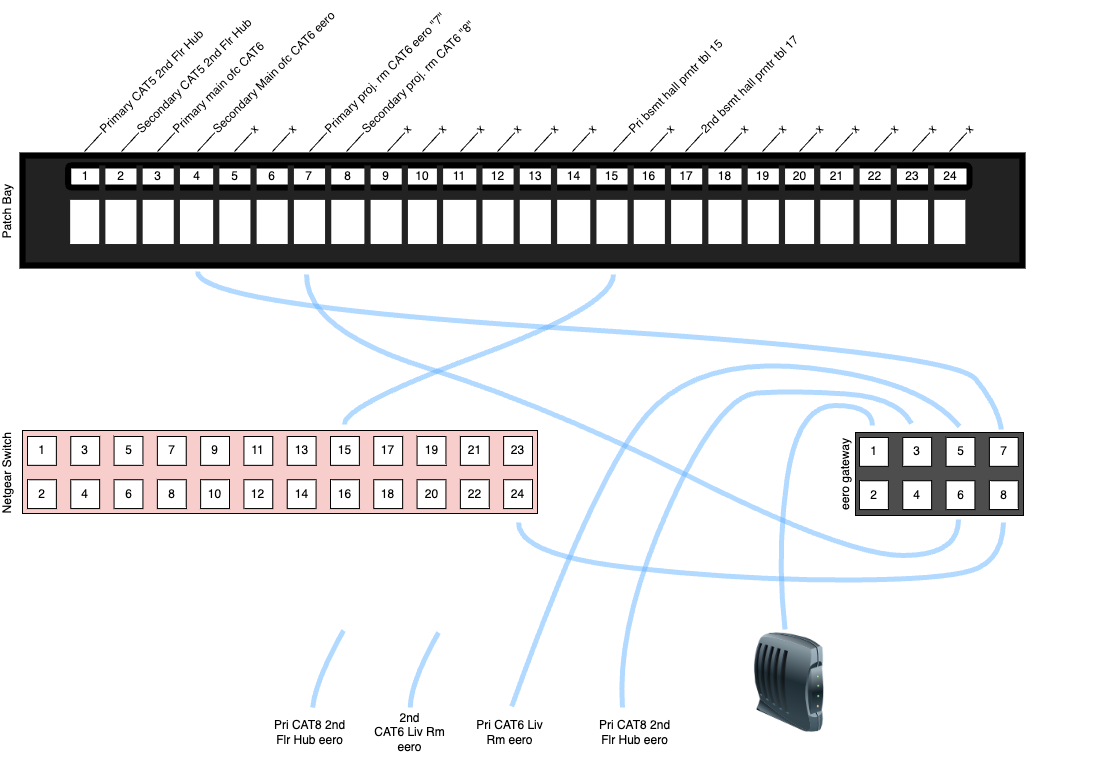 Primary CAT5 2nd Flr Hub
Secondary CAT5 2nd Flr Hub
Primary main ofc CAT6
Secondary Main ofc CAT6 eero
x
x
Primary proj. rm CAT6 eero "7"
Secondary proj. rm CAT6 "8"
x
x
x
x
x
x
Pri bsmt hall prntr tbl 15
x
2nd bsmt hall prntr tbl 17
x
x
x
x
x
x
x
Patch Bay
1 2 3 4 5 6 7 8 9 10 11 12 13 14 15 16 17 18 19 20 21 22 23 24
Netgear Switch
1 3 5 7 9 11 13 15 17 19 21 23
2 4 6 8 10 12 14 16 18 20 22 24
eero gateway
1 3 5 7
2 4 6 8
Pri CAT8 2nd
Flr Hub eero
2nd
CAT6 Liv Rm
eero
Pri CAT6 Liv
Rm eero
Pri CAT8 2nd
Flr Hub eero